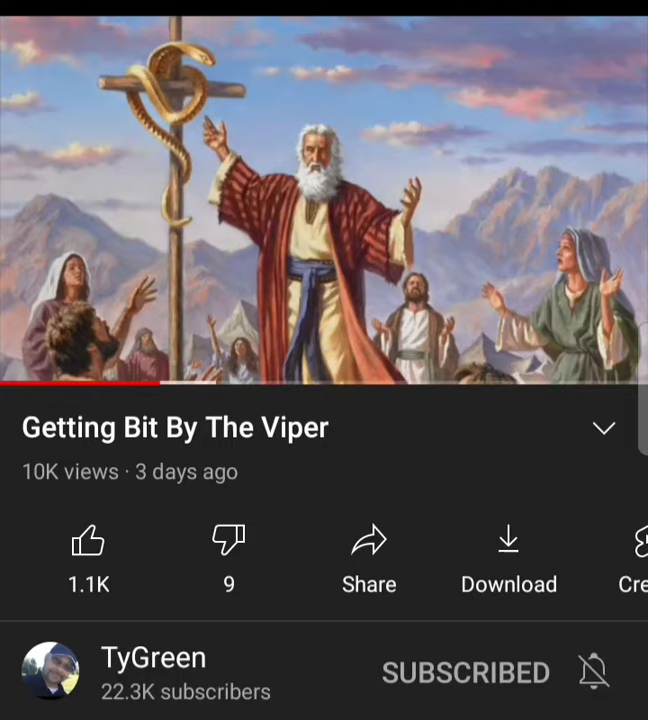 Getting Bit By The Viper
10K views · 3 days ago
1.1K
9
Share
Download
Cre
TyGreen
22.3K subscribers
SUBSCRIBED